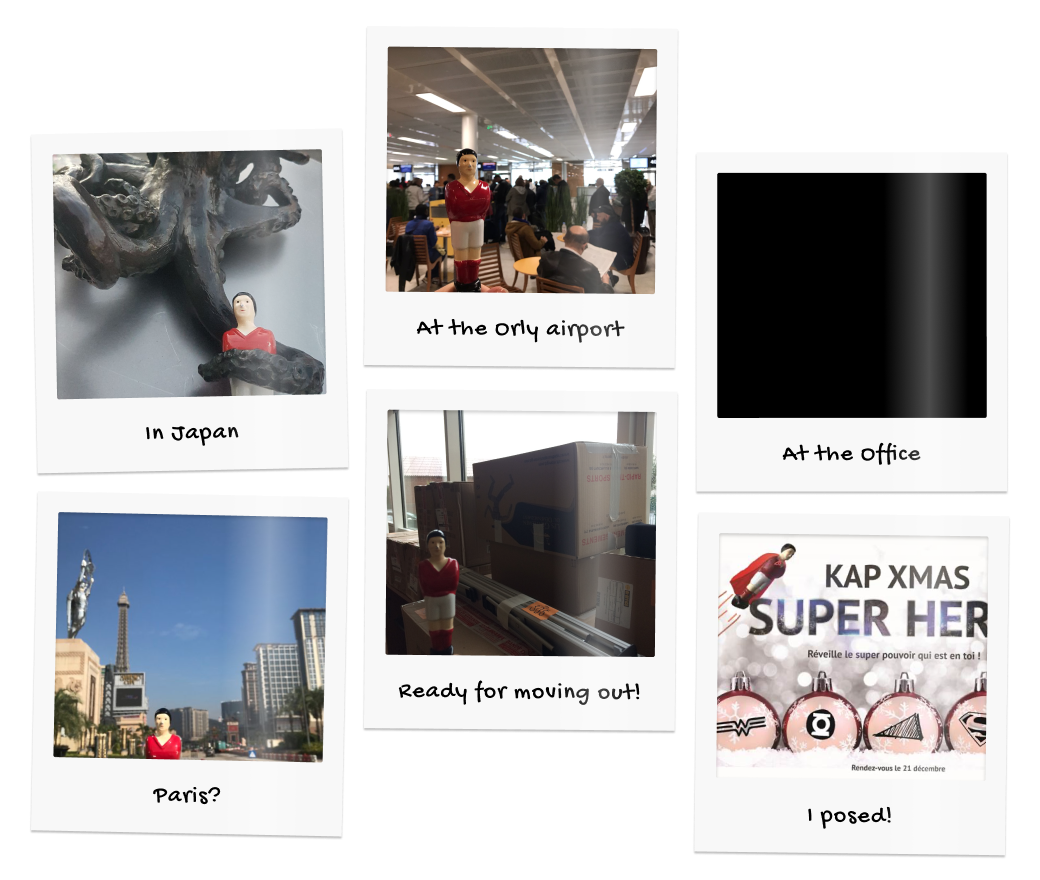 At the Orly airport
In Japan
At the Office
Ready for moving out!
Paris?
KAP XMAS
SUPER HER
Réveille le super pouvoir qui est en toi !
Rendez-vous le 21 décembre
I posed!